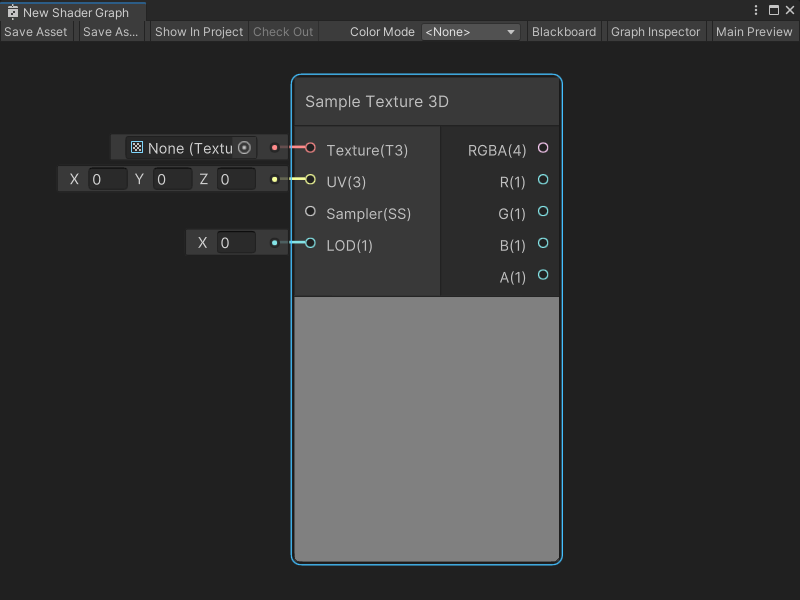 New Shader Graph
Save Asset Save As... Show In Project Check Out Color Mode <None> Blackboard Graph Inspector Main Preview
Sample Texture 3D
None (Textu Texture(T3) RGBA(4)
X 0 Y 0 Z 0 UV(3) R(1)
Sampler(SS) G(1)
X 0 LOD(1) B(1)
A(1)